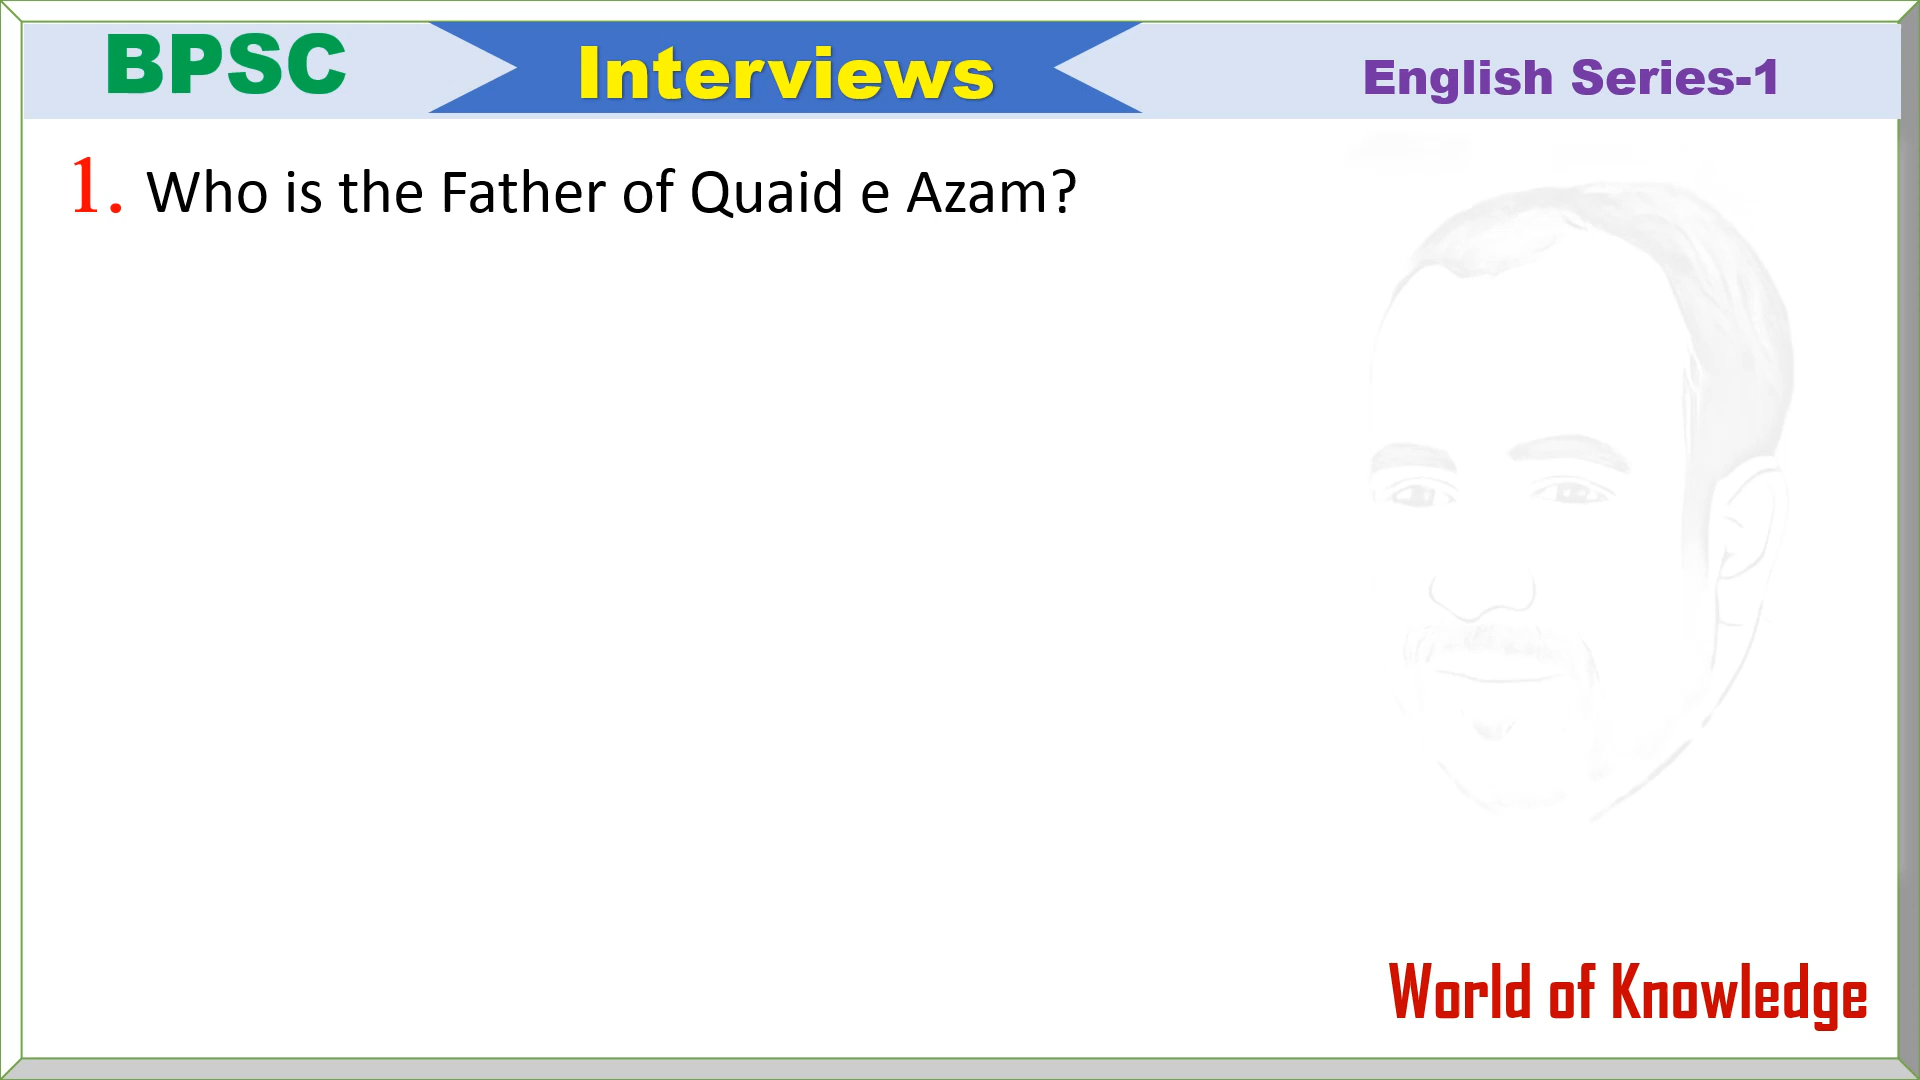 BPSC
Interviews
English Series-1
1. Who is the Father of Quaid e Azam?
World of Knowledge